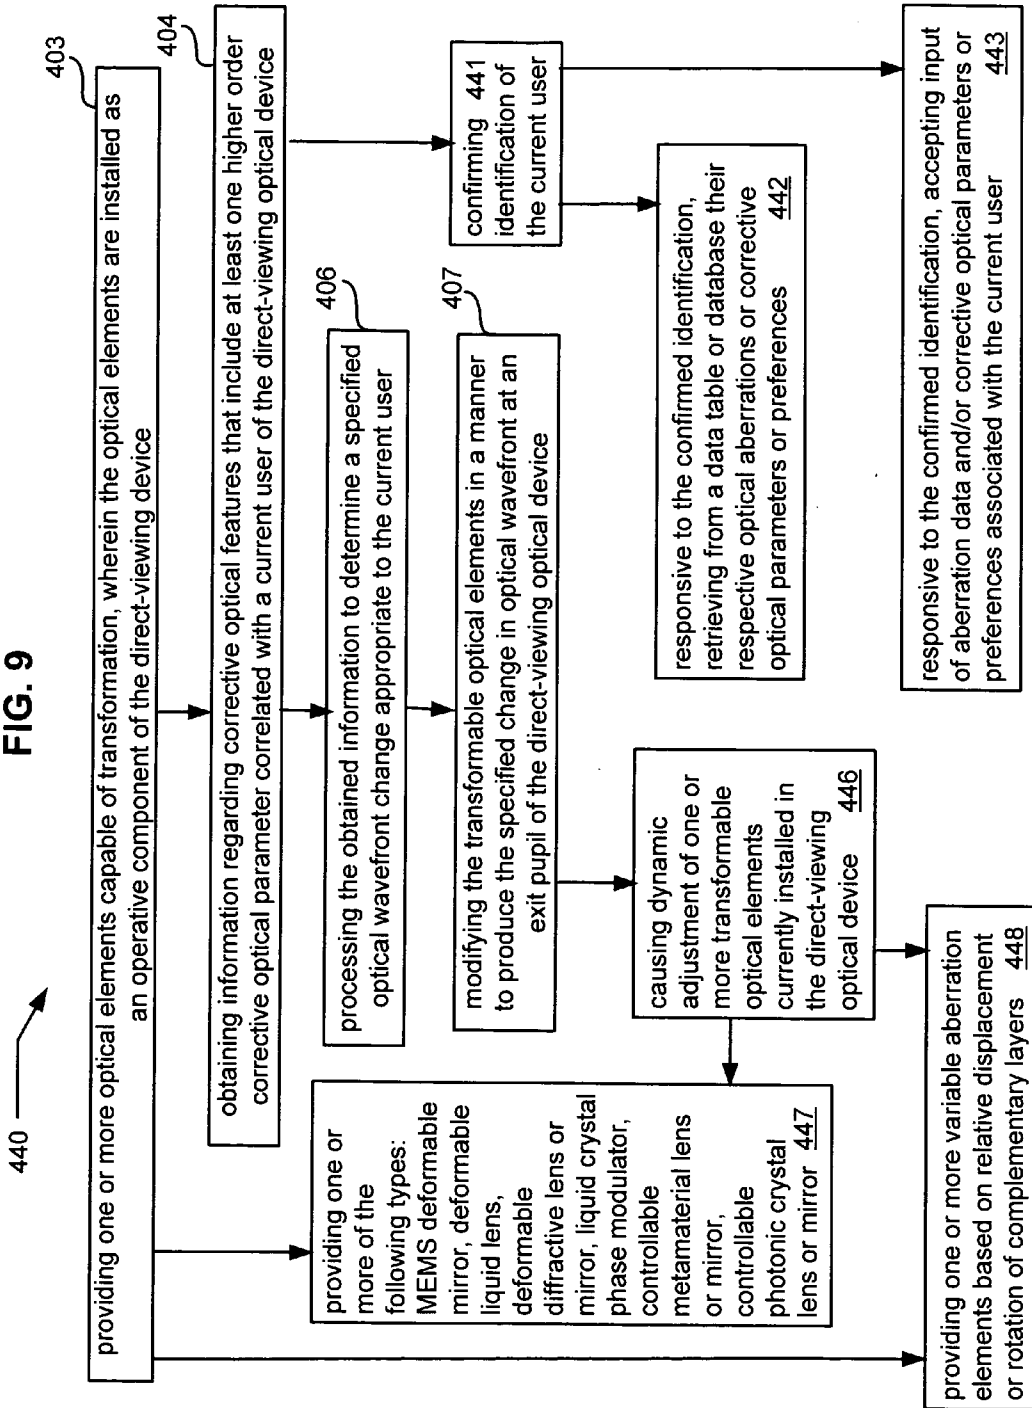 FIG. 9
440
403
providing one or more optical elements capable of transformation, wherein the optical elements are installed as
an operative component of the direct-viewing device
404
obtaining information regarding corrective optical features that include at least one higher order
corrective optical parameter correlated with a current user of the direct-viewing optical device
406
processing the obtained information to determine a specified
optical wavefront change appropriate to the current user
407
modifying the transformable optical elements in a manner
to produce the specified change in optical wavefront at an
exit pupil of the direct-viewing optical device
confirming 441
identification of
the current user
responsive to the confirmed identification,
retrieving from a data table or database their
respective optical aberrations or corrective
optical parameters or preferences 442
responsive to the confirmed identification, accepting input
of aberration data and/or corrective optical parameters or
preferences associated with the current user 443
causing dynamic
adjustment of one or
more transformable
optical elements
currently installed in
the direct-viewing
optical device 446
providing one or
more of the
following types:
MEMS deformable
mirror, deformable
liquid lens,
deformable
diffractive lens or
mirror, liquid crystal
phase modulator,
controllable
metamaterial lens
or mirror,
controllable
photonic crystal
lens or mirror 447
providing one or more variable aberration
elements based on relative displacement
or rotation of complementary layers 448